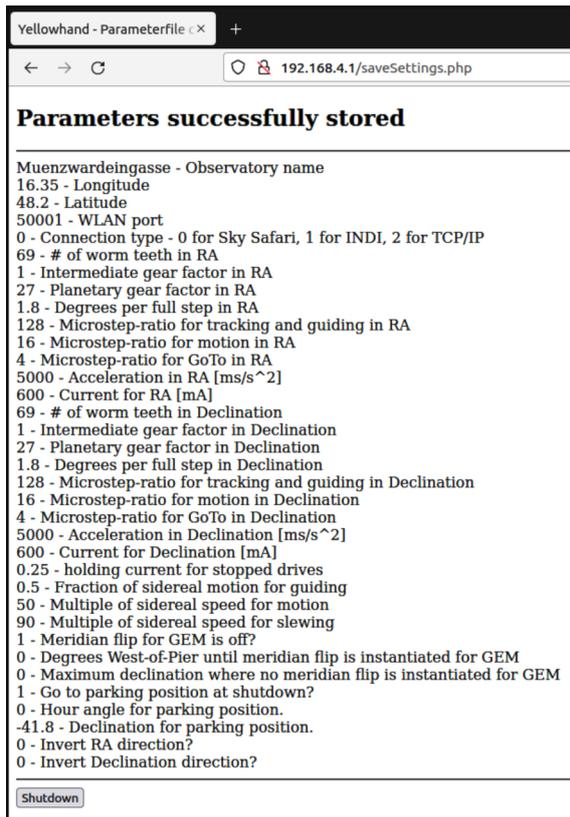 Yellowhand - Parameterfile
192.168.4.1/saveSettings.php
Parameters successfully stored
Muenzwardeingasse - Observatory name
16.35 - Longitude
48.2 - Latitude
50001 - WLAN port
0 - Connection type - 0 for Sky Safari, 1 for INDI, 2 for TCP/IP
69 - # of worm teeth in RA
1 - Intermediate gear factor in RA
27 - Planetary gear factor in RA
1.8 - Degrees per full step in RA
128 - Microstep-ratio for tracking and guiding in RA
16 - Microstep-ratio for motion in RA
4 - Microstep-ratio for GoTo in RA
5000 - Acceleration in RA [ms/s^2]
600 - Current for RA [mA]
69 - # of worm teeth in Declination
1 - Intermediate gear factor in Declination
27 - Planetary gear factor in Declination
1.8 - Degrees per full step in Declination
128 - Microstep-ratio for tracking and guiding in Declination
16 - Microstep-ratio for motion in Declination
4 - Microstep-ratio for GoTo in Declination
5000 - Acceleration in Declination [ms/s^2]
600 - Current for Declination [mA]
0.25 - holding current for stopped drives
0.5 - Fraction of sidereal motion for guiding
50 - Multiple of sidereal speed for motion
90 - Multiple of sidereal speed for slewing
1 - Meridian flip for GEM is off?
0 - Degrees West-of-Pier until meridian flip is instantiated for GEM
0 - Maximum declination where no meridian flip is instantiated for GEM
1 - Go to parking position at shutdown?
0 - Hour angle for parking position.
-41.8 - Declination for parking position.
0 - Invert RA direction?
0 - Invert Declination direction?
Shutdown